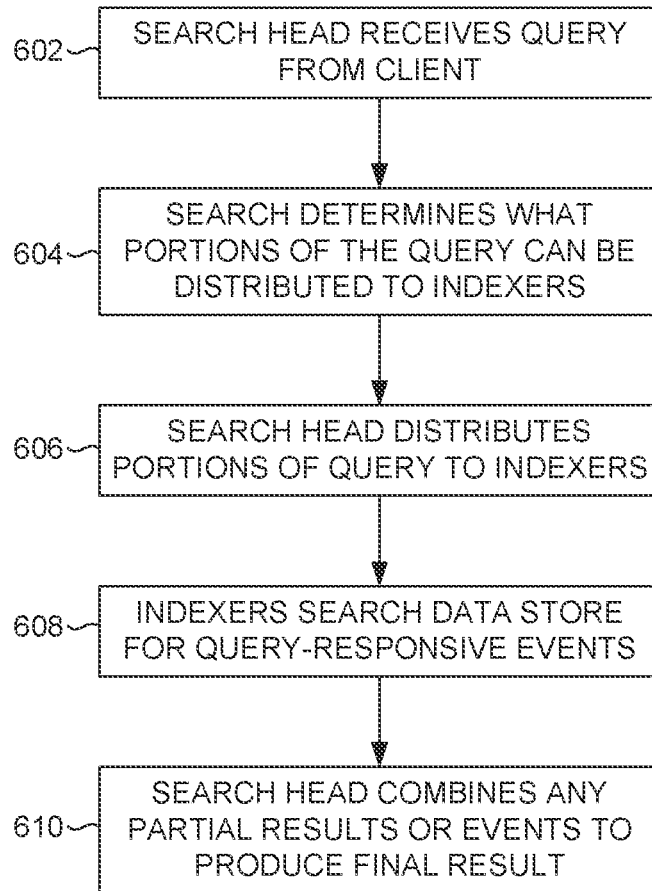 602
SEARCH HEAD RECEIVES QUERY
FROM CLIENT
604
SEARCH DETERMINES WHAT
PORTIONS OF THE QUERY CAN BE
DISTRIBUTED TO INDEXERS
606
SEARCH HEAD DISTRIBUTES
PORTIONS OF QUERY TO INDEXERS
608
INDEXERS SEARCH DATA STORE
FOR QUERY-RESPONSIVE EVENTS
610
SEARCH HEAD COMBINES ANY
PARTIAL RESULTS OR EVENTS TO
PRODUCE FINAL RESULT